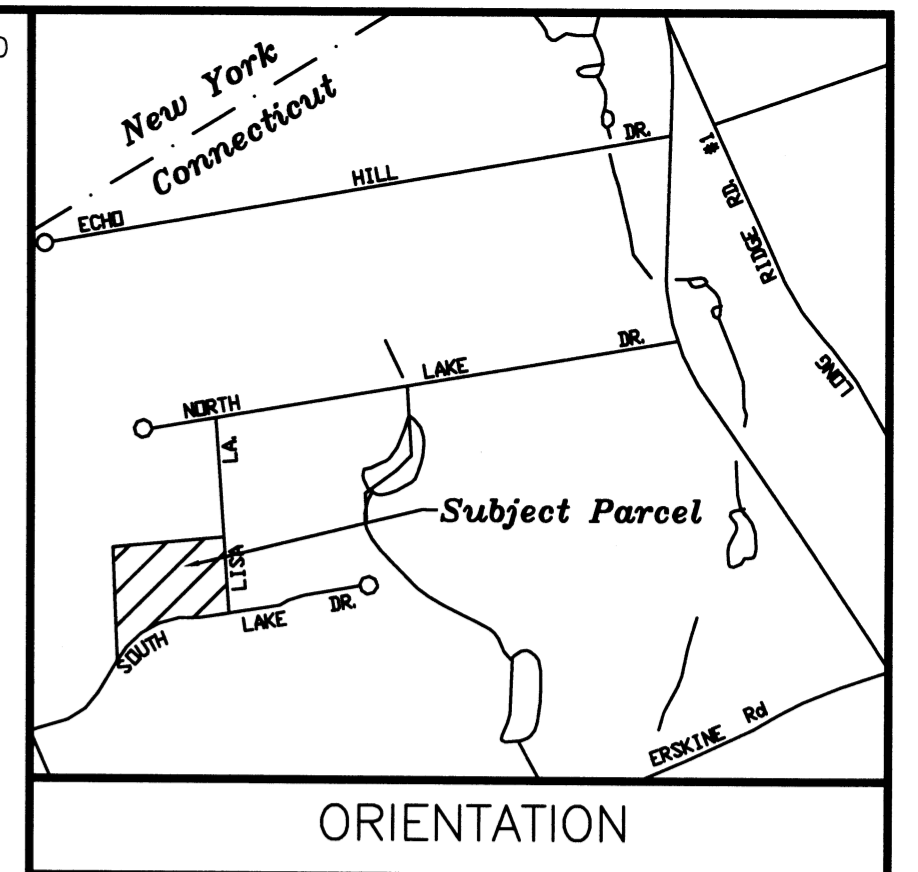 New York
Connecticut
ECHO HILL DR.
LONG RIDGE RD. #1
NORTH LAKE DR.
LISA LA.
Subject Parcel
SOUTH LAKE DR.
ERSKINE Rd
ORIENTATION